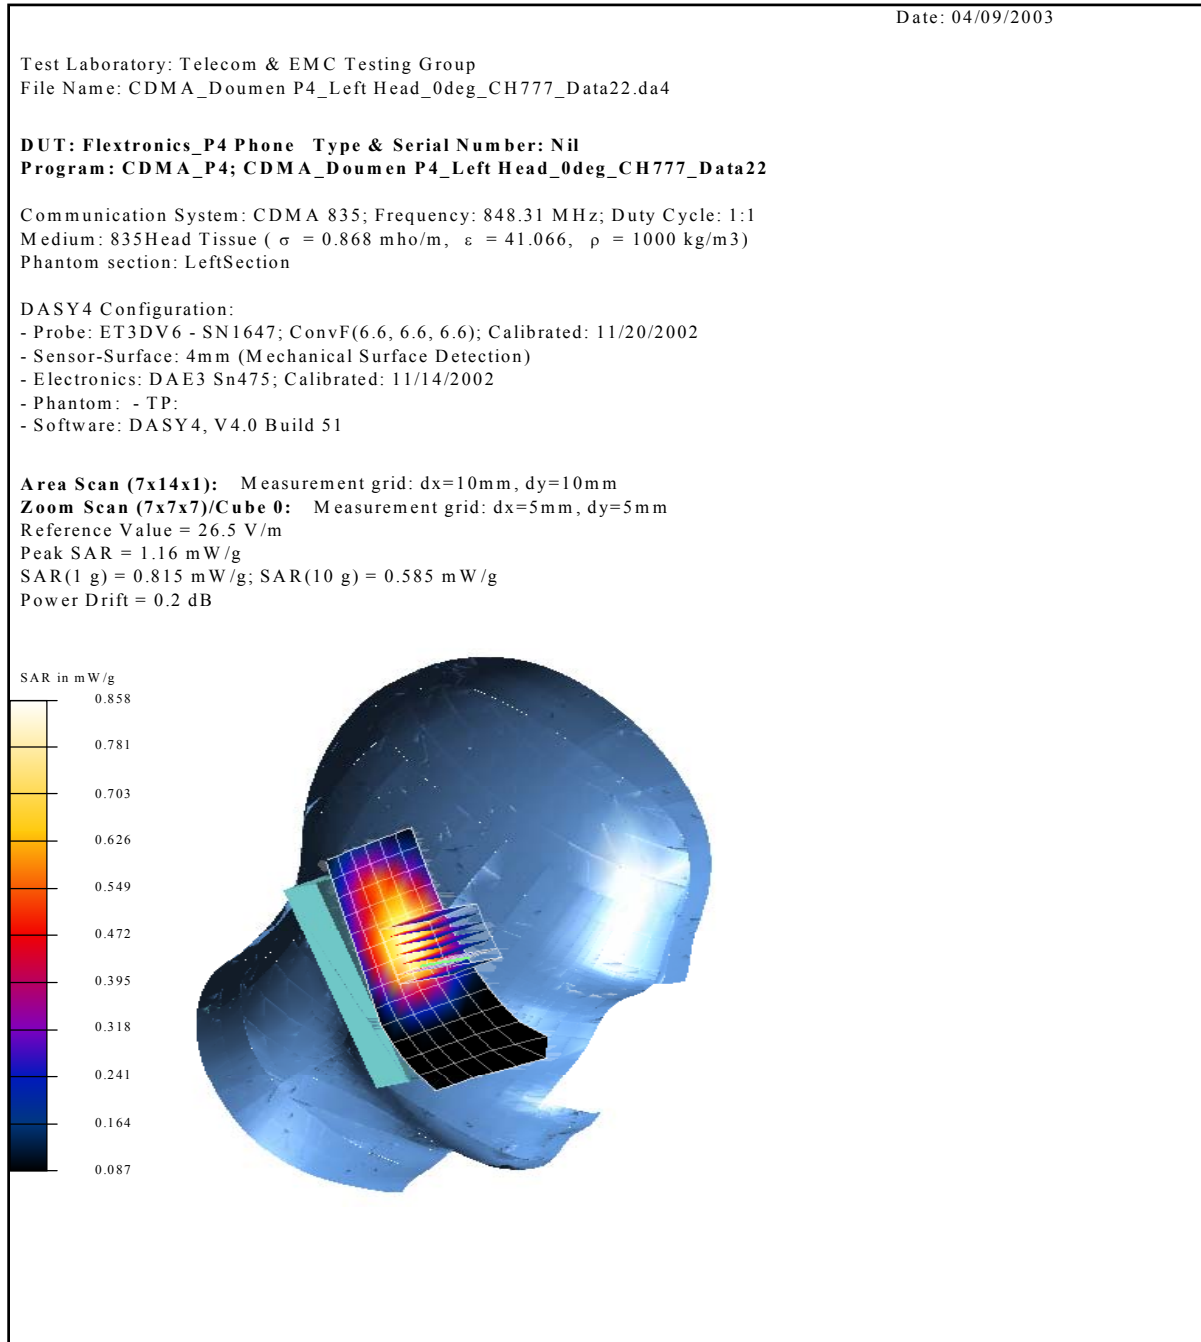 Date: 04/09/2003
Test Laboratory: Telecom & EMC Testing Group
File Name: CDMA_Doumen P4_Left Head_0deg_CH777_Data22.da4
DUT: Flextronics_P4 Phone   Type & Serial Number: Nil
Program: CDMA_P4; CDMA_Doumen P4_Left Head_0deg_CH777_Data22
Communication System: CDMA 835; Frequency: 848.31 MHz; Duty Cycle: 1:1
Medium: 835Head Tissue ( σ = 0.868 mho/m, ε = 41.066, ρ = 1000 kg/m3)
Phantom section: LeftSection
DASY4 Configuration:
- Probe: ET3DV6 - SN1647; ConvF(6.6, 6.6, 6.6); Calibrated: 11/20/2002
- Sensor-Surface: 4mm (Mechanical Surface Detection)
- Electronics: DAE3 Sn475; Calibrated: 11/14/2002
- Phantom: - TP:
- Software: DASY4, V4.0 Build 51
Area Scan (7x14x1): Measurement grid: dx=10mm, dy=10mm
Zoom Scan (7x7x7)/Cube 0: Measurement grid: dx=5mm, dy=5mm
Reference Value = 26.5 V/m
Peak SAR = 1.16 mW/g
SAR(1 g) = 0.815 mW/g; SAR(10 g) = 0.585 mW/g
Power Drift = 0.2 dB
SAR in mW/g
0.858
0.781
0.703
0.626
0.549
0.472
0.395
0.318
0.241
0.164
0.087